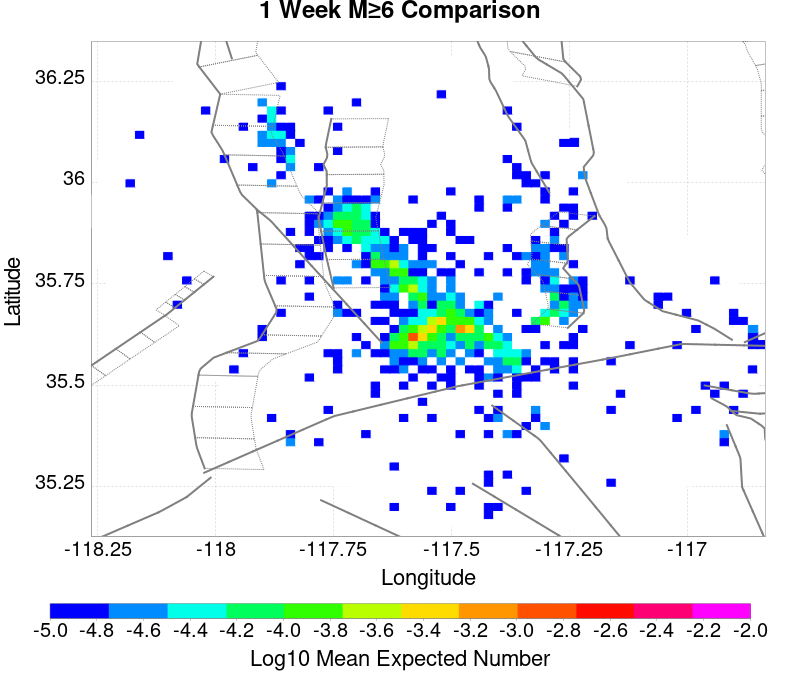 1 Week M≥6 Comparison
36.25
36
35.75
35.5
35.25
Latitude
-118.25 -118 -117.75 -117.5 -117.25 -117
Longitude
-5.0 -4.8 -4.6 -4.4 -4.2 -4.0 -3.8 -3.6 -3.4 -3.2 -3.0 -2.8 -2.6 -2.4 -2.2 -2.0
Log10 Mean Expected Number